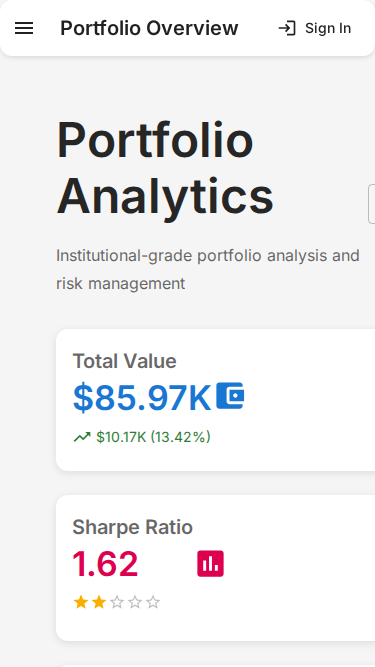 Portfolio Overview
Sign In
Portfolio
Analytics
Institutional-grade portfolio analysis and
risk management
Total Value
$85.97K
$10.17K (13.42%)
Sharpe Ratio
1.62